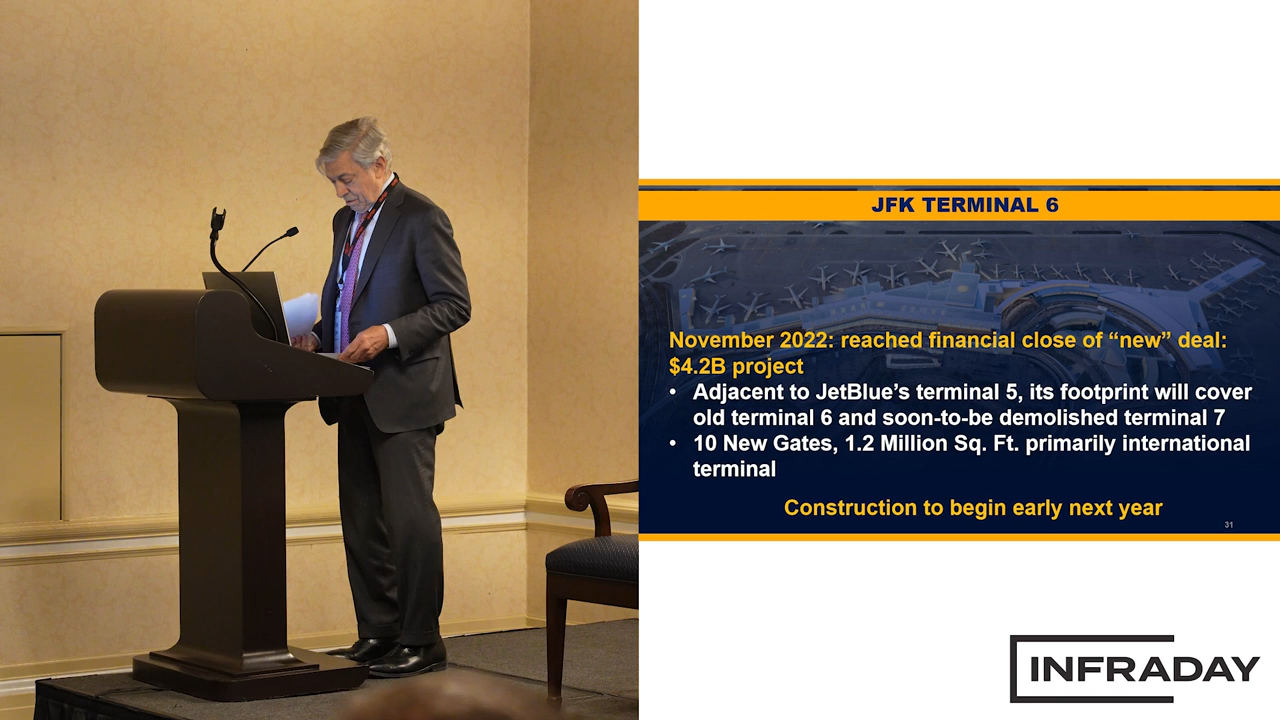 JFK TERMINAL 6
November 2022: reached financial close of “new” deal:
$4.2B project
• Adjacent to JetBlue’s terminal 5, its footprint will cover
old terminal 6 and soon-to-be demolished terminal 7
• 10 New Gates, 1.2 Million Sq. Ft. primarily international
terminal
Construction to begin early next year
31
INFRADAY